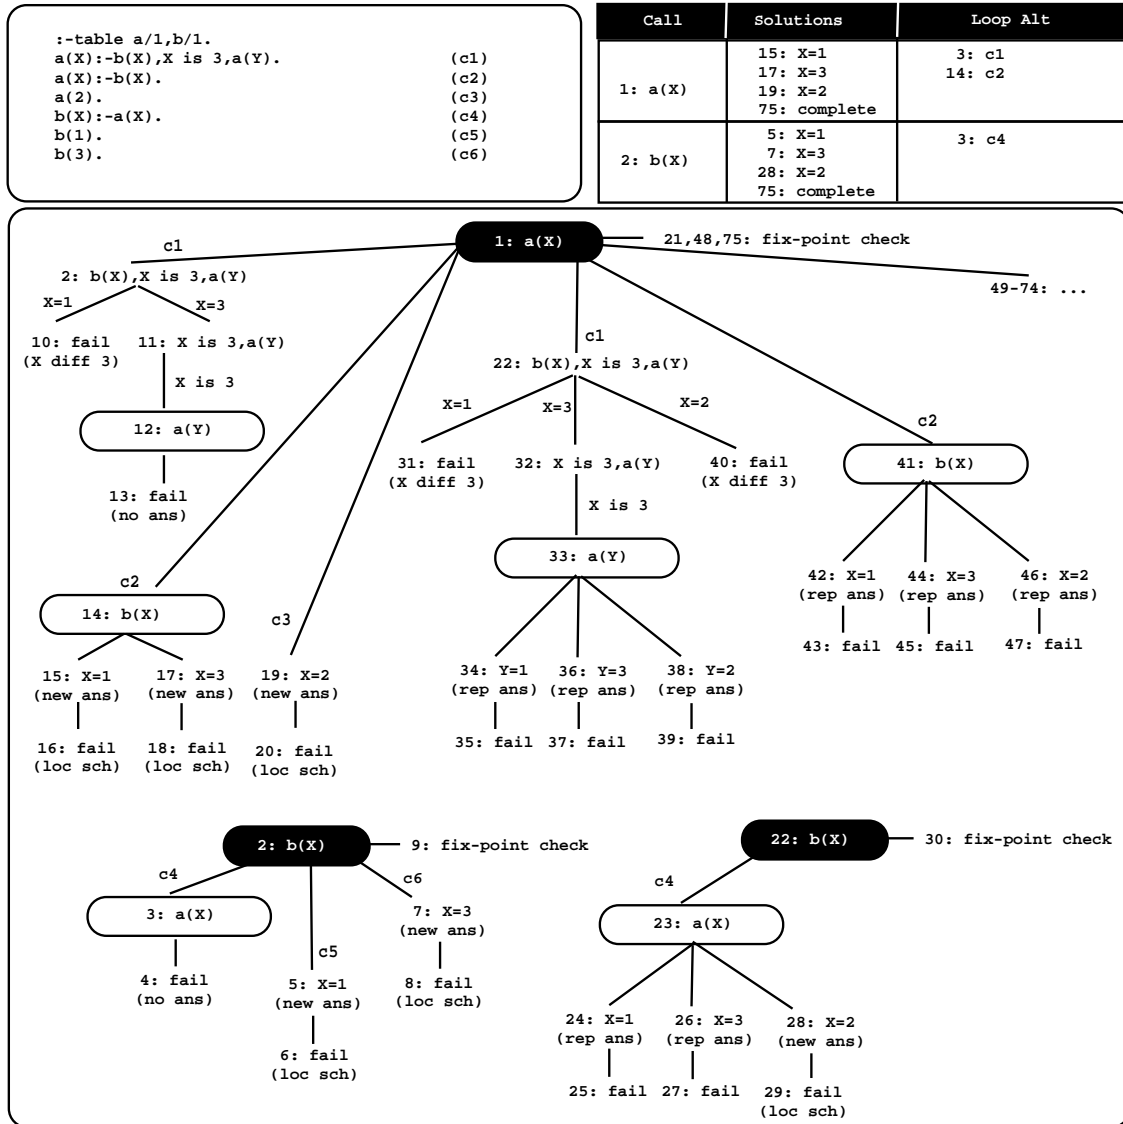 :-table a/1,b/1.
a(X):-b(X),X is 3,a(Y). (c1)
a(X):-b(X). (c2)
a(2). (c3)
b(X):-a(X). (c4)
b(1). (c5)
b(3). (c6)
Call Solutions Loop Alt
1: a(X)
15: X=1
17: X=3
19: X=2
75: complete
3: c1
14: c2
2: b(X)
5: X=1
7: X=3
28: X=2
75: complete
3: c4
1: a(X)
21,48,75: fix-point check
c1
2: b(X),X is 3,a(Y)
X=1
X=3
10: fail
(X diff 3)
11: X is 3,a(Y)
X is 3
12: a(Y)
13: fail
(no ans)
c2
14: b(X)
15: X=1
(new ans)
16: fail
(loc sch)
17: X=3
(new ans)
18: fail
(loc sch)
c3
19: X=2
(new ans)
20: fail
(loc sch)
c1
22: b(X),X is 3,a(Y)
X=1
X=3
X=2
31: fail
(X diff 3)
32: X is 3,a(Y)
X is 3
33: a(Y)
34: Y=1
(rep ans)
35: fail
36: Y=3
(rep ans)
37: fail
38: Y=2
(rep ans)
39: fail
40: fail
(X diff 3)
c2
41: b(X)
42: X=1
(rep ans)
43: fail
44: X=3
(rep ans)
45: fail
46: X=2
(rep ans)
47: fail
49-74: ...
2: b(X)
9: fix-point check
c4
3: a(X)
4: fail
(no ans)
c5
5: X=1
(new ans)
6: fail
(loc sch)
c6
7: X=3
(new ans)
8: fail
(loc sch)
22: b(X)
30: fix-point check
c4
23: a(X)
24: X=1
(rep ans)
25: fail
26: X=3
(rep ans)
27: fail
28: X=2
(new ans)
29: fail
(loc sch)